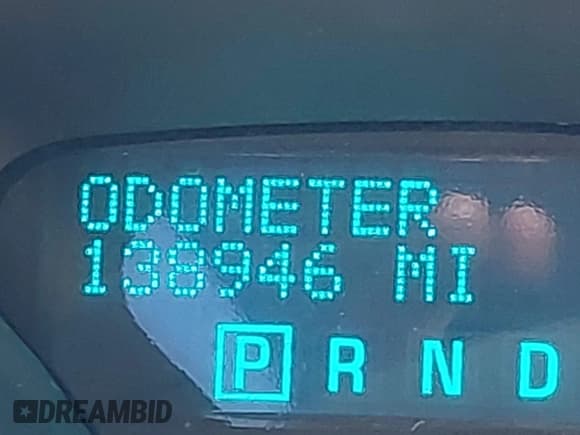 ODOMETER
138946 MI
P R N D
DREAMBID